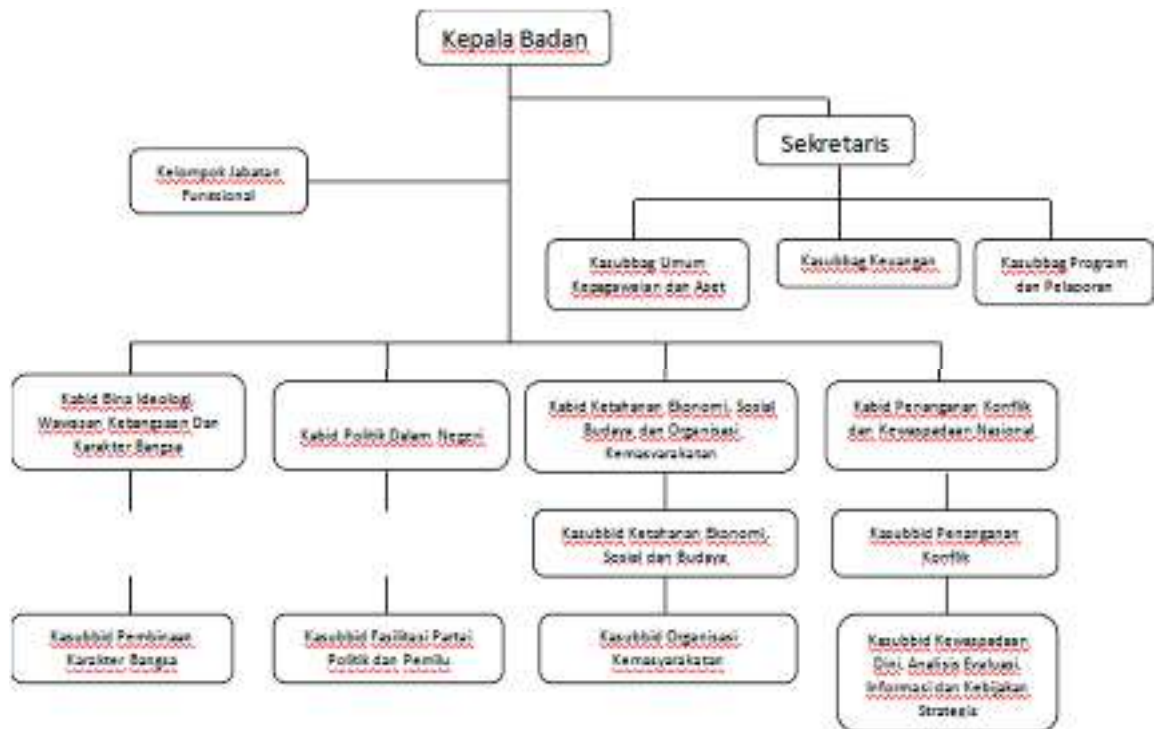 Kepala Badan
Sekretaris
Kelompok Jabatan
Fungsional
Kasubbag Umum
Kepagawaian dan Aset
Kasubbag Keuangan
Kasubbag Program
dan Pelaporan
Kabid Bina Ideologi,
Wawasan Kebangsaan Dan
Karakter Bangsa
Kabid Politik Dalam Negeri
Kabid Ketahanan Ekonomi, Sosial
Budaya dan Organisasi
Kemasyarakatan
Kabid Penanganan Konflik
dan Kewaspadaan Nasional
Kasubbid Ketahanan Ekonomi,
Sosial dan Budaya
Kasubbid Penanganan
Konflik
Kasubbid Pembinaan
Karakter Bangsa
Kasubbid Fasilitasi Partai
Politik dan Pemilu
Kasubbid Organisasi
Kemasyarakatan
Kasubbid Kewaspadaan
Dini, Analisis Evaluasi
Informasi dan Kebijakan
Strategis